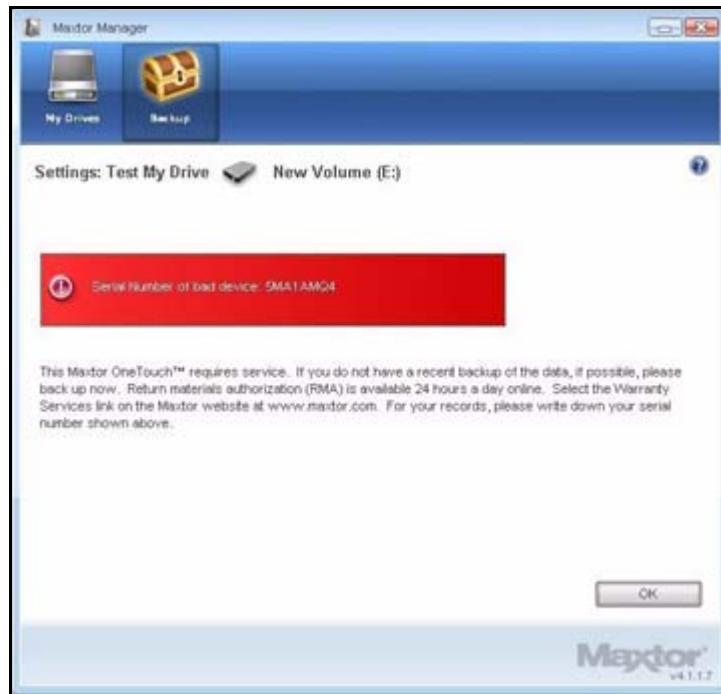 Maxtor Manager
My Drives
Backup
Settings: Test My Drive New Volume (E:)
Serial Number of bad device: 5MA1AMQ4
This Maxtor OneTouch™ requires service. If you do not have a recent backup of the data, if possible, please
back up now. Return materials authorization (RMA) is available 24 hours a day online. Select the Warranty
Services link on the Maxtor website at www.maxtor.com. For your records, please write down your serial
number shown above.
OK
Maxtor
v4.1.1.7